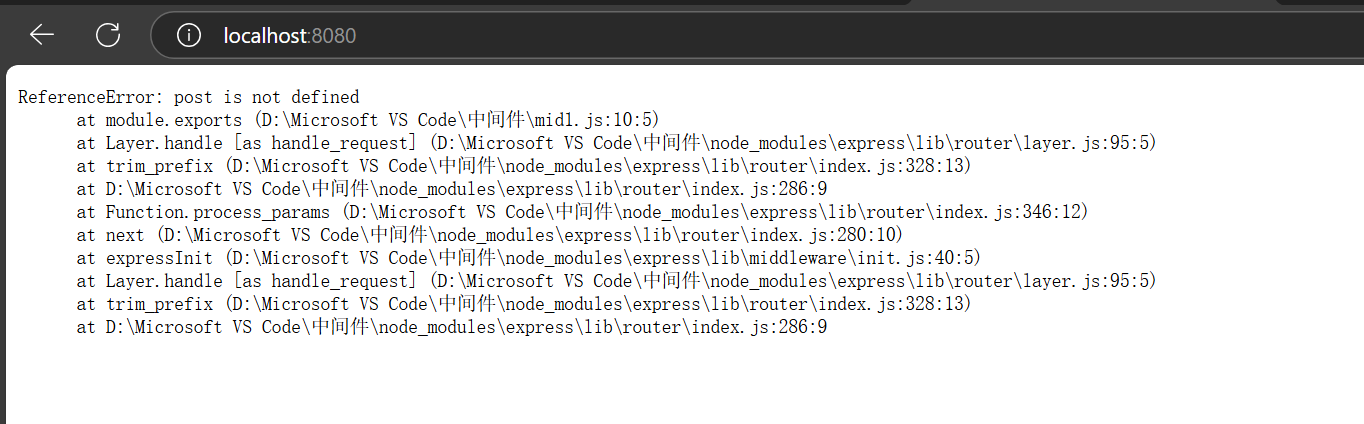 localhost:8080
ReferenceError: post is not defined
at module.exports (D:\Microsoft VS Code\中间件\mid1.js:10:5)
at Layer.handle [as handle_request] (D:\Microsoft VS Code\中间件\node_modules\express\lib\router\layer.js:95:5)
at trim_prefix (D:\Microsoft VS Code\中间件\node_modules\express\lib\router\index.js:328:13)
at D:\Microsoft VS Code\中间件\node_modules\express\lib\router\index.js:286:9
at Function.process_params (D:\Microsoft VS Code\中间件\node_modules\express\lib\router\index.js:346:12)
at next (D:\Microsoft VS Code\中间件\node_modules\express\lib\router\index.js:280:10)
at expressInit (D:\Microsoft VS Code\中间件\node_modules\express\lib\middleware\init.js:40:5)
at Layer.handle [as handle_request] (D:\Microsoft VS Code\中间件\node_modules\express\lib\router\layer.js:95:5)
at trim_prefix (D:\Microsoft VS Code\中间件\node_modules\express\lib\router\index.js:328:13)
at D:\Microsoft VS Code\中间件\node_modules\express\lib\router\index.js:286:9